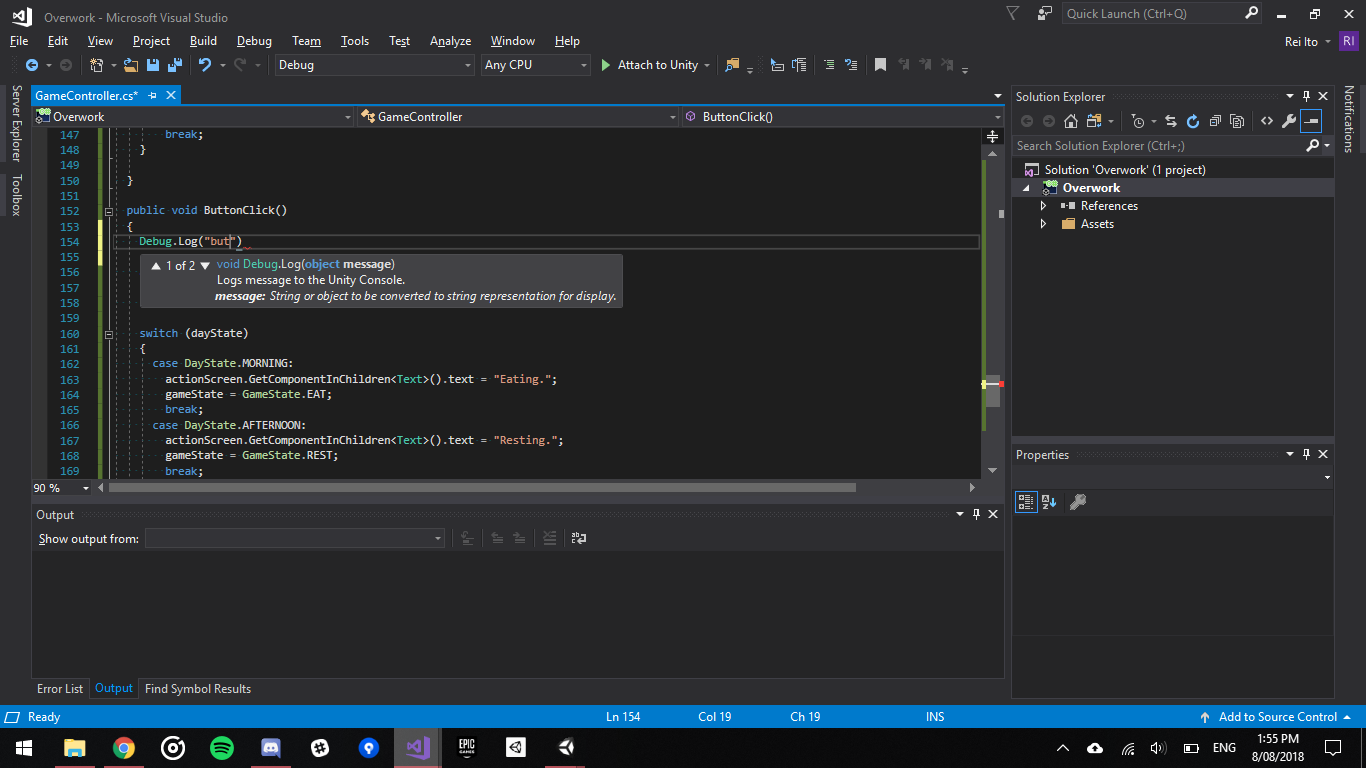 Overwork - Microsoft Visual Studio
Quick Launch (Ctrl+Q)
File Edit View Project Build Debug Team Tools Test Analyze Window Help
Rei Ito RI
Debug Any CPU Attach to Unity
Server Explorer
Toolbox
GameController.cs*
Overwork GameController ButtonClick()
147 break;
148 }
149
150 }
151
152 public void ButtonClick()
153 {
154 Debug.Log("but")
155
156
157
158
159
160 switch (dayState)
161 {
162 case DayState.MORNING:
163 actionScreen.GetComponentInChildren<Text>().text = "Eating.";
164 gameState = GameState.EAT;
165 break;
166 case DayState.AFTERNOON:
167 actionScreen.GetComponentInChildren<Text>().text = "Resting.";
168 gameState = GameState.REST;
169 break;
▲ 1 of 2 ▼ void Debug.Log(object message)
Logs message to the Unity Console.
message: String or object to be converted to string representation for display.
90 %
Output
Show output from:
Error List Output Find Symbol Results
Solution Explorer
Search Solution Explorer (Ctrl+;)
Solution 'Overwork' (1 project)
Overwork
References
Assets
Properties
Notifications
Ready Ln 154 Col 19 Ch 19 INS Add to Source Control
EPIC GAMES
ENG
1:55 PM
8/08/2018